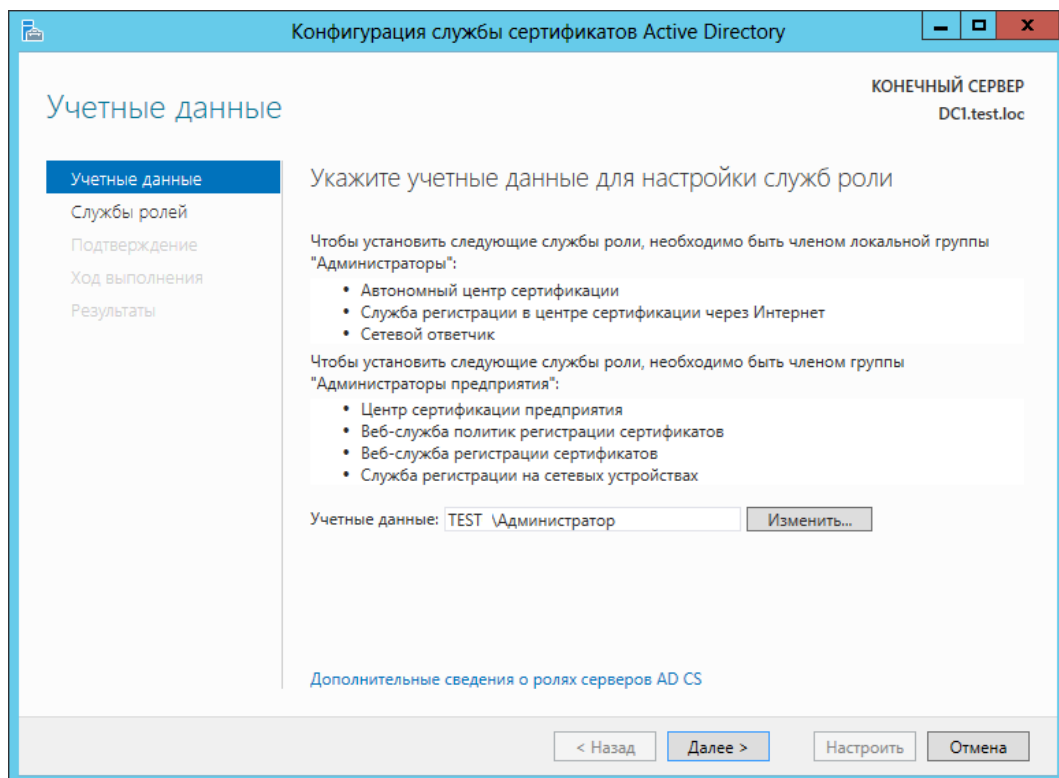 Конфигурация службы сертификатов Active Directory
КОНЕЧНЫЙ СЕРВЕР
DC1.test.loc
Учетные данные
Учетные данные
Службы ролей
Подтверждение
Ход выполнения
Результаты
Укажите учетные данные для настройки служб роли
Чтобы установить следующие службы роли, необходимо быть членом локальной группы
"Администраторы":
• Автономный центр сертификации
• Служба регистрации в центре сертификации через Интернет
• Сетевой ответчик
Чтобы установить следующие службы роли, необходимо быть членом группы
"Администраторы предприятия":
• Центр сертификации предприятия
• Веб-служба политик регистрации сертификатов
• Веб-служба регистрации сертификатов
• Служба регистрации на сетевых устройствах
Учетные данные: TEST \Администратор Изменить...
Дополнительные сведения о ролях серверов AD CS
< Назад Далее > Настроить Отмена